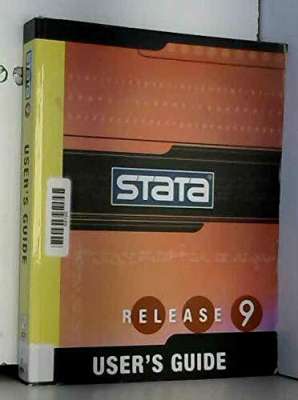 STATA 9 USER'S GUIDE
STATA
RELEASE 9
USER'S GUIDE